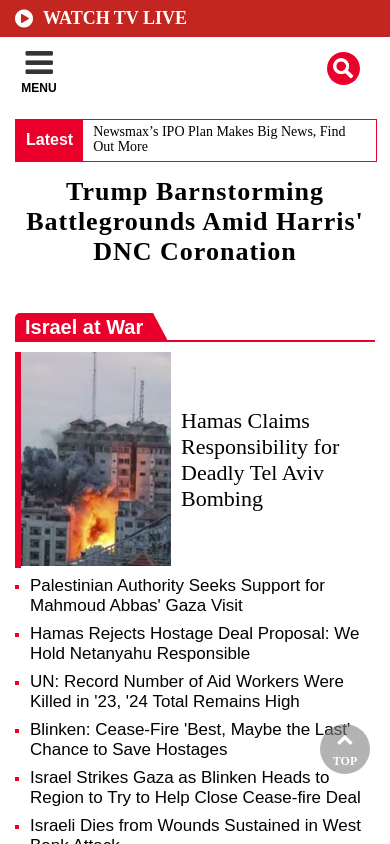 WATCH TV LIVE
MENU
Latest
Newsmax’s IPO Plan Makes Big News, Find
Out More
Trump Barnstorming
Battlegrounds Amid Harris'
DNC Coronation
Israel at War
Hamas Claims
Responsibility for
Deadly Tel Aviv
Bombing
Palestinian Authority Seeks Support for
Mahmoud Abbas' Gaza Visit
Hamas Rejects Hostage Deal Proposal: We
Hold Netanyahu Responsible
UN: Record Number of Aid Workers Were
Killed in '23, '24 Total Remains High
Blinken: Cease-Fire 'Best, Maybe the Last'
Chance to Save Hostages
TOP
Israel Strikes Gaza as Blinken Heads to
Region to Try to Help Close Cease-fire Deal
Israeli Dies from Wounds Sustained in West
Bank Attack